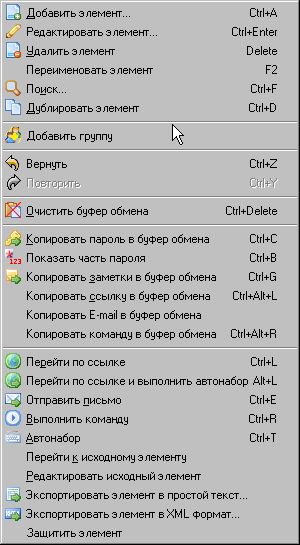 Добавить элемент... Ctrl+A
Редактировать элемент... Ctrl+Enter
Удалить элемент Delete
Переименовать элемент F2
Поиск... Ctrl+F
Дублировать элемент Ctrl+D
Добавить группу
Вернуть Ctrl+Z
Повторить Ctrl+Y
Очистить буфер обмена Ctrl+Delete
Копировать пароль в буфер обмена Ctrl+C
123
Показать часть пароля Ctrl+B
Копировать заметки в буфер обмена Ctrl+G
Копировать ссылку в буфер обмена Ctrl+Alt+L
Копировать E-mail в буфер обмена
Копировать команду в буфер обмена Ctrl+Alt+R
Перейти по ссылке Ctrl+L
Перейти по ссылке и выполнить автонабор Alt+L
Отправить письмо Ctrl+E
Выполнить команду Ctrl+R
Автонабор Ctrl+T
Перейти к исходному элементу
Редактировать исходный элемент
Экспортировать элемент в простой текст...
Экспортировать элемент в XML формат...
Защитить элемент